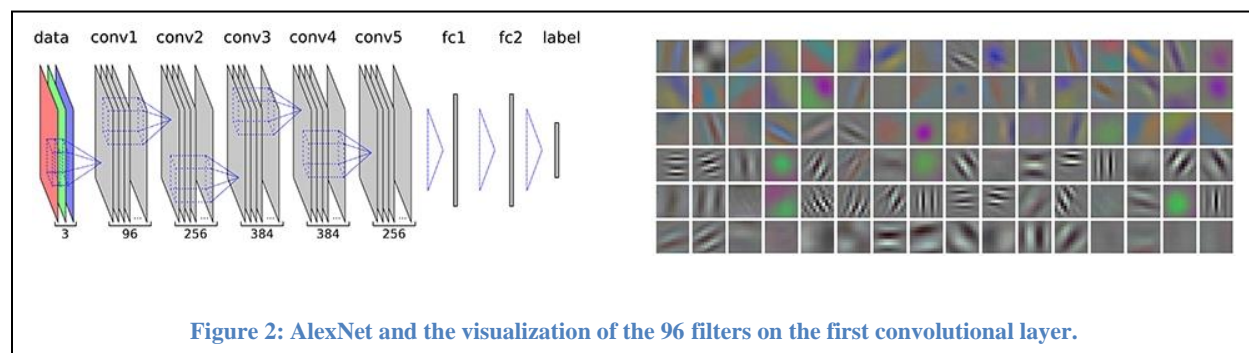 data conv1 conv2 conv3 conv4 conv5 fc1 fc2 label
... ... ... ... ...
3 96 256 384 384 256
Figure 2: AlexNet and the visualization of the 96 filters on the first convolutional layer.